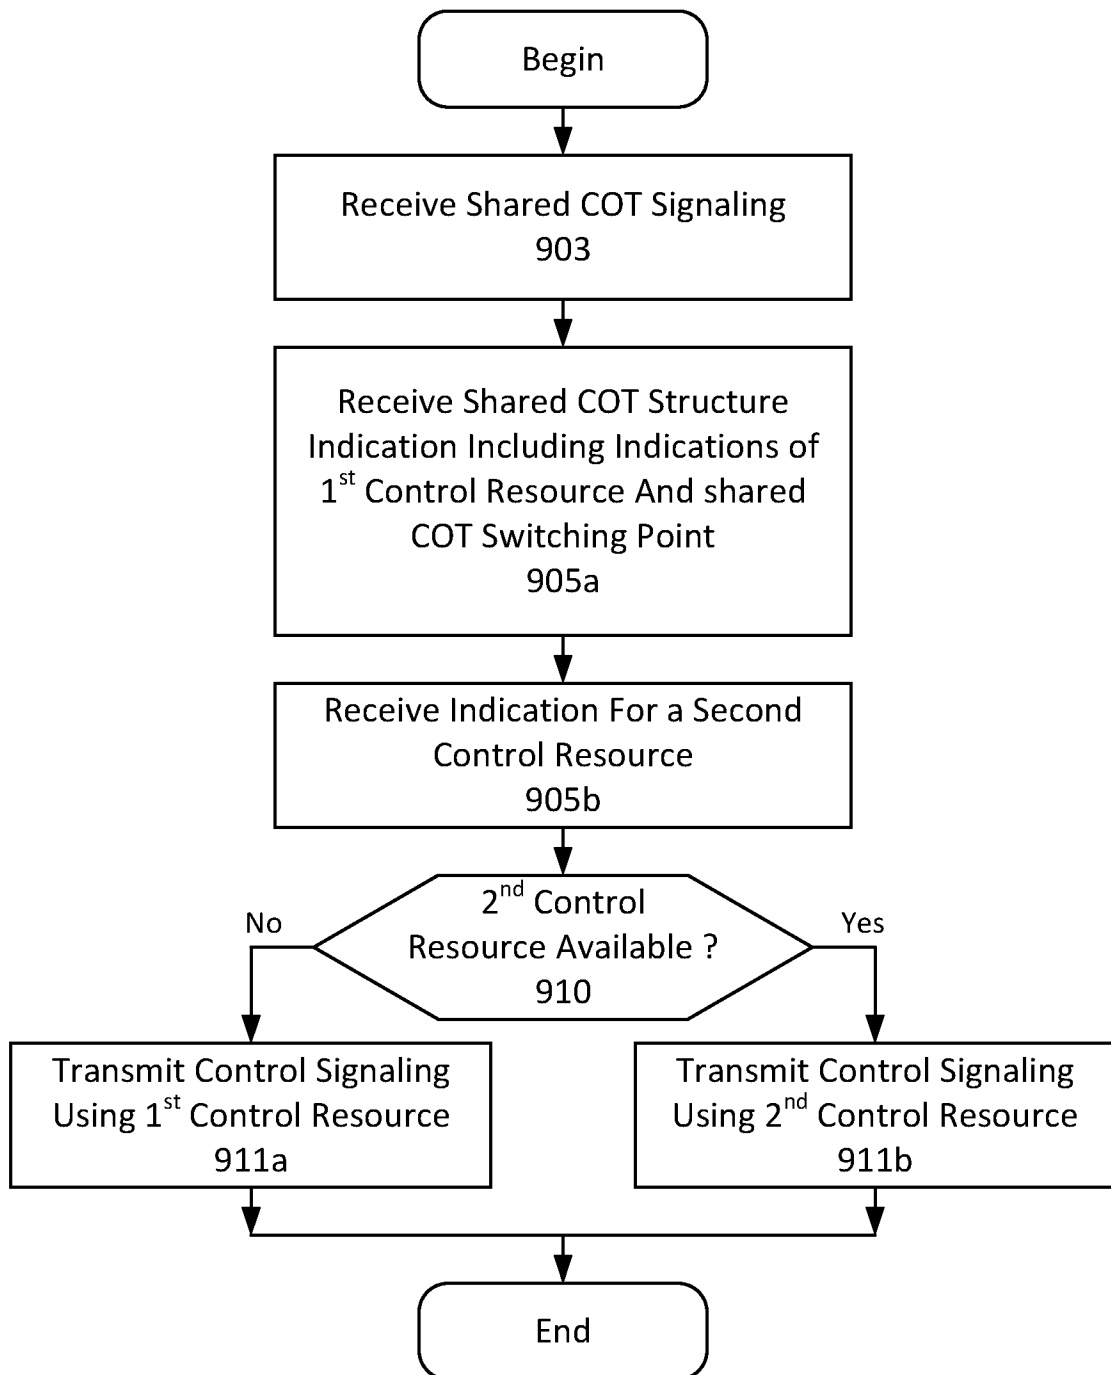 Begin
Receive Shared COT Signaling
903
Receive Shared COT Structure
Indication Including Indications of
1st Control Resource And shared
COT Switching Point
905a
Receive Indication For a Second
Control Resource
905b
2nd Control
Resource Available ?
910
No
Yes
Transmit Control Signaling
Using 1st Control Resource
911a
Transmit Control Signaling
Using 2nd Control Resource
911b
End